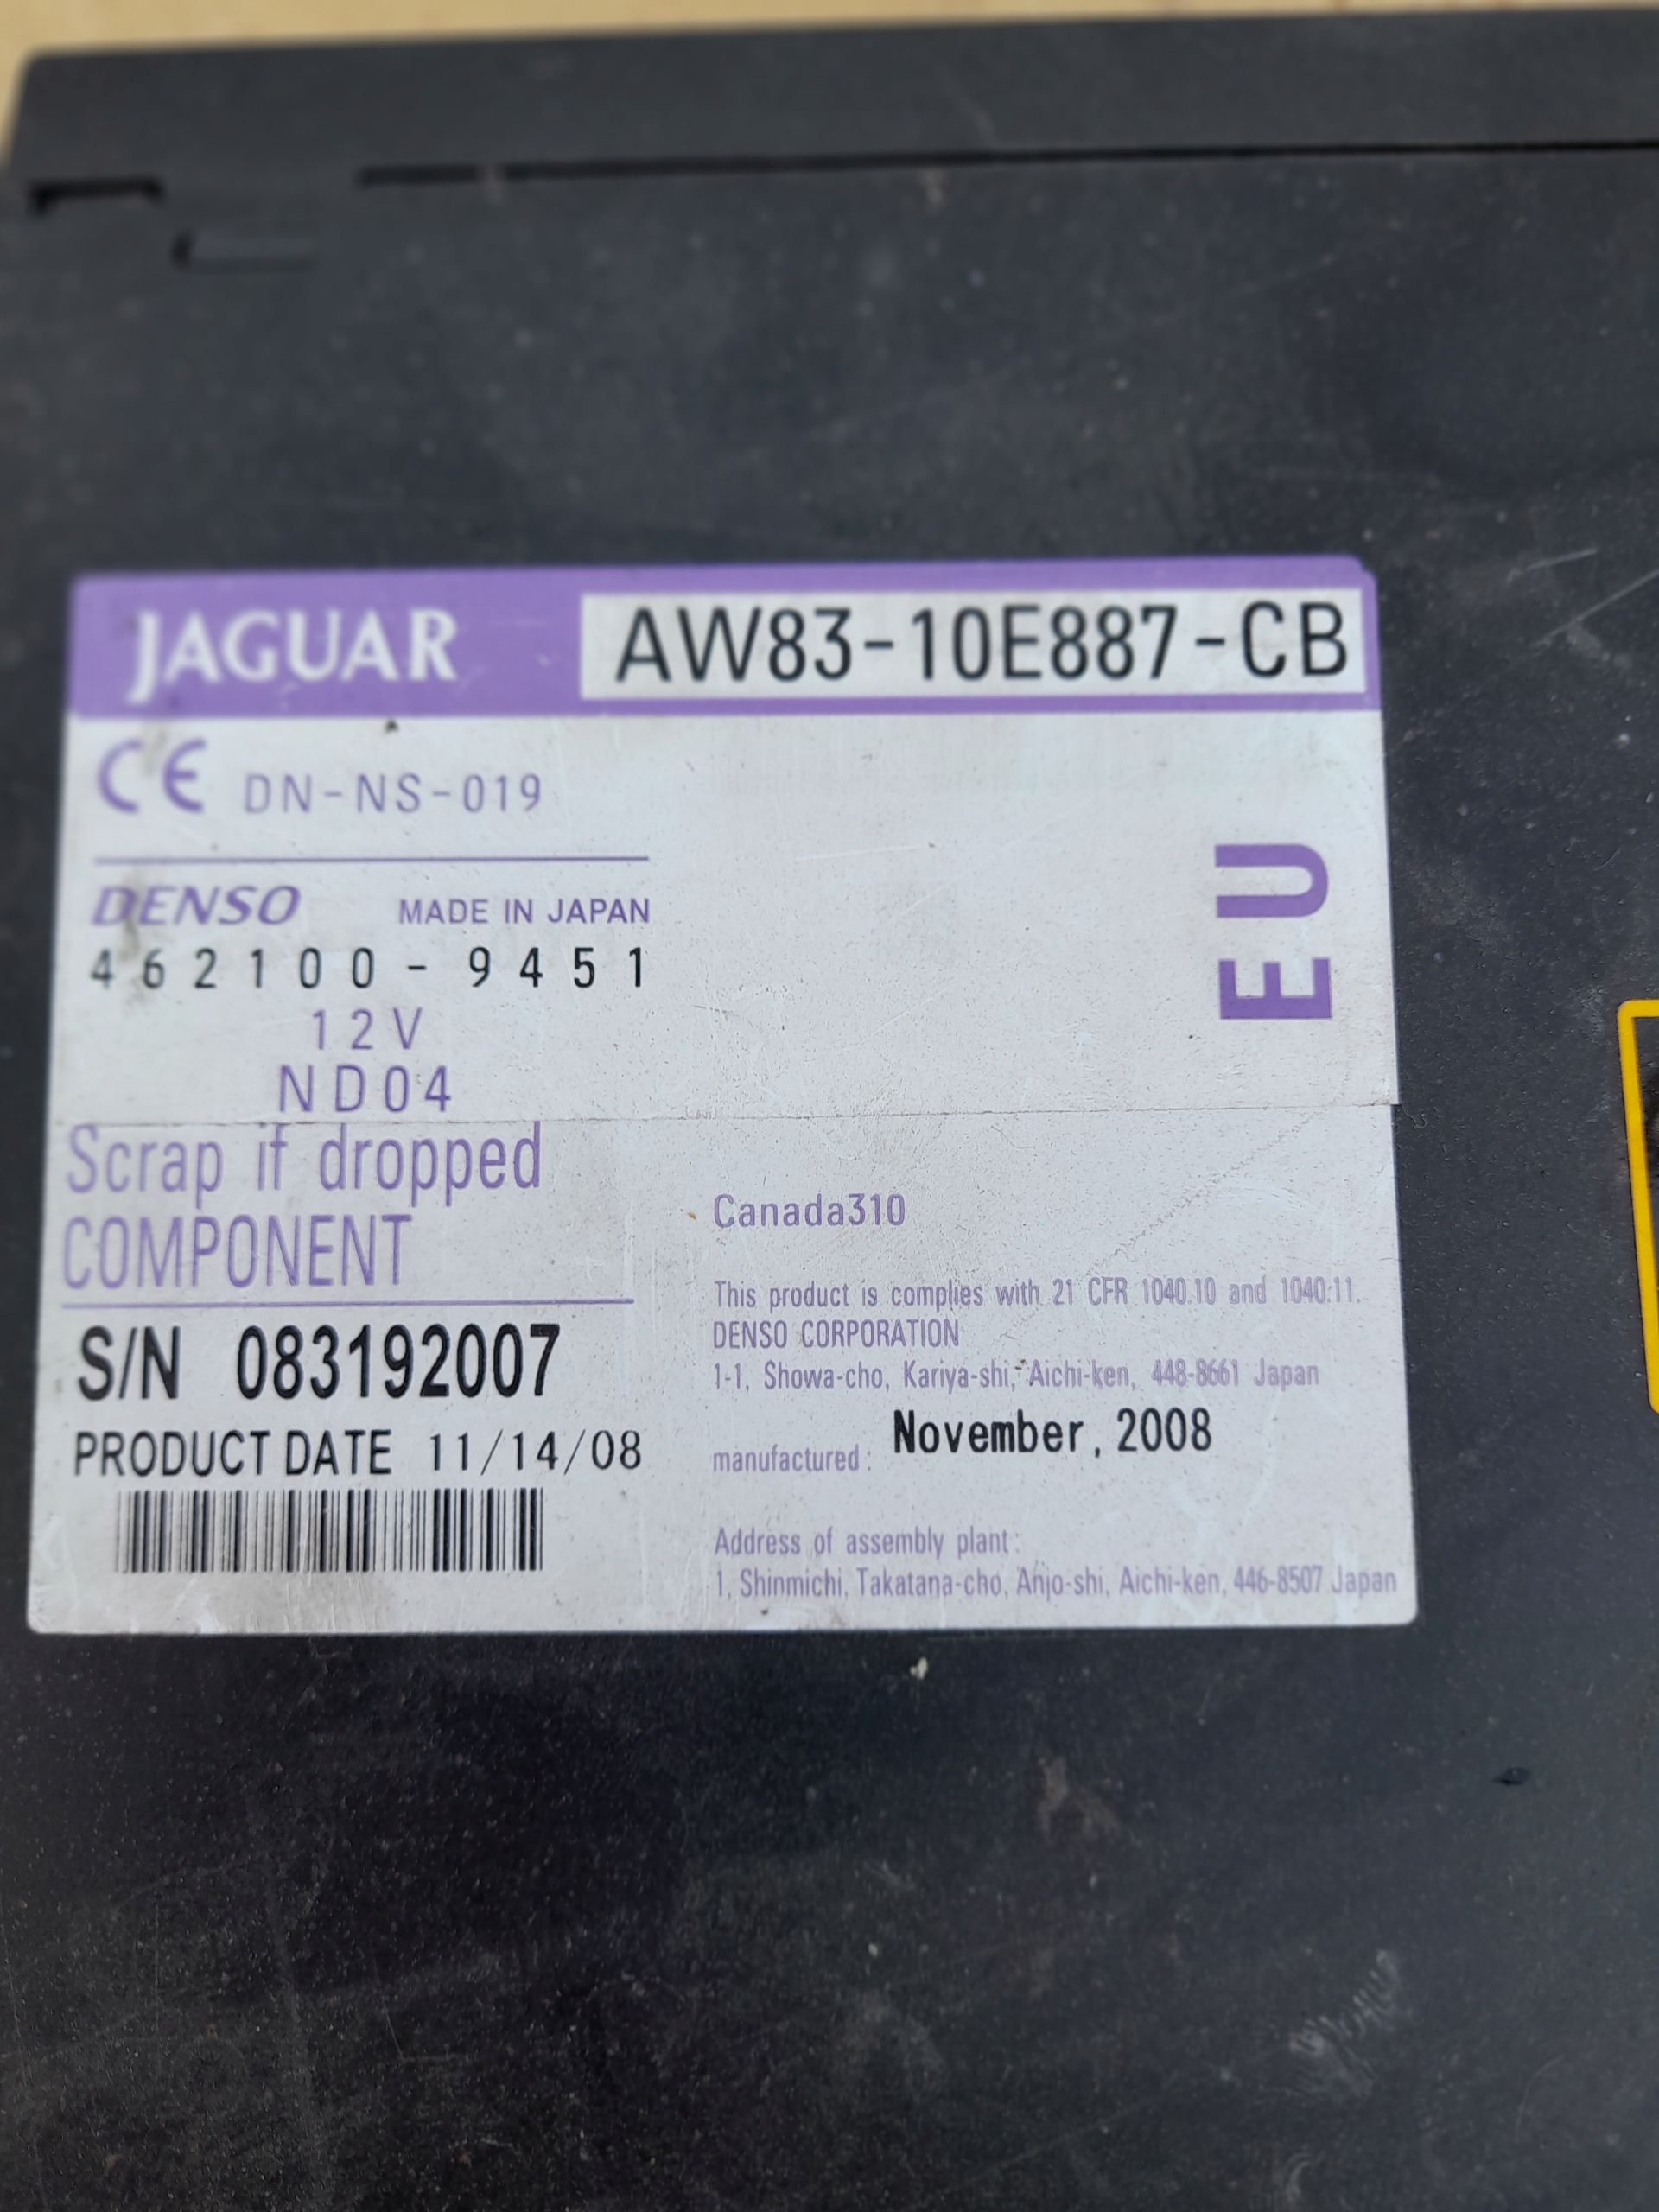 JAGUAR AW83-10E887-CB
CE DN-NS-019
EU
DENSO MADE IN JAPAN
462100-9451
12V
ND04
Scrap if dropped
COMPONENT
S/N 083192007
PRODUCT DATE 11/14/08
Canada310
This product is complies with 21 CFR 1040.10 and 1040.11.
DENSO CORPORATION
1-1, Showa-cho, Kariya-shi, Aichi-ken, 448-8661 Japan
manufactured: November, 2008
Address of assembly plant:
1, Shinmichi, Takatana-cho, Anjo-shi, Aichi-ken, 446-8507 Japan